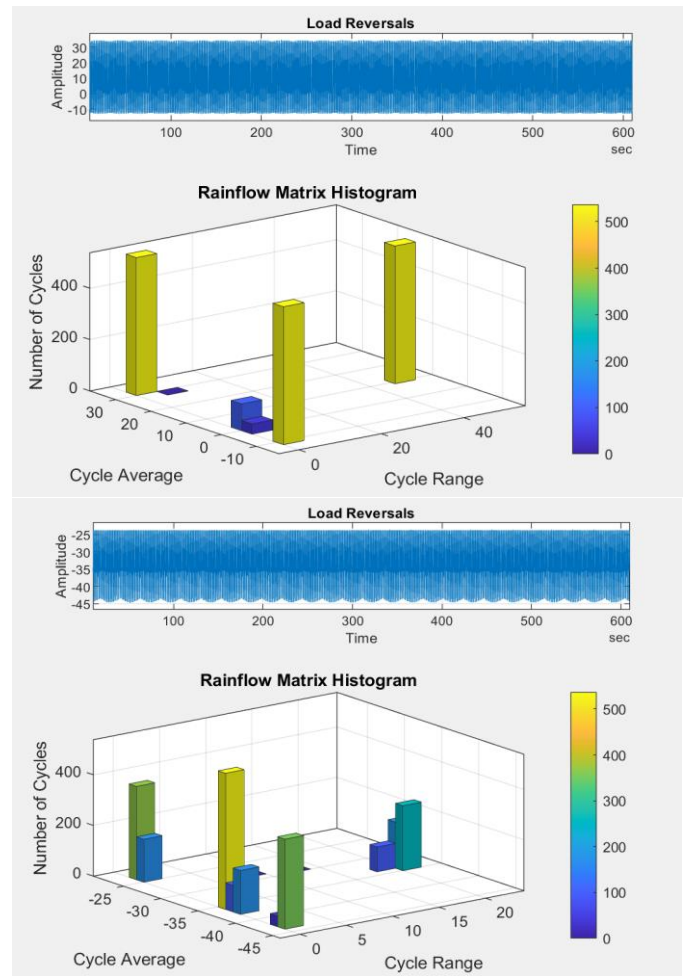 Load Reversals
Amplitude
30
20
10
0
-10
100 200 300 400 500 600
Time
sec
Rainflow Matrix Histogram
Number of Cycles
400
200
0
30
20
10
0
-10
Cycle Average
0
20
40
Cycle Range
500
400
300
200
100
0
Load Reversals
Amplitude
-25
-30
-35
-40
-45
100 200 300 400 500 600
Time
sec
Rainflow Matrix Histogram
Number of Cycles
400
200
0
-25
-30
-35
-40
-45
Cycle Average
0
5
10
15
20
Cycle Range
500
400
300
200
100
0